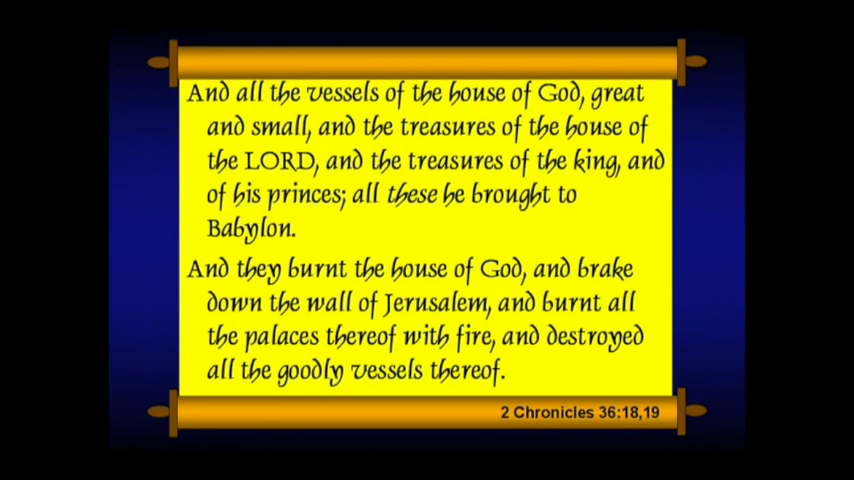 And all the vessels of the house of God, great
and small, and the treasures of the house of
the LORD, and the treasures of the king, and
of his princes; all these he brought to
Babylon.
And they burnt the house of God, and brake
down the wall of Jerusalem, and burnt all
the palaces thereof with fire, and destroyed
all the goodly vessels thereof.
2 Chronicles 36:18,19